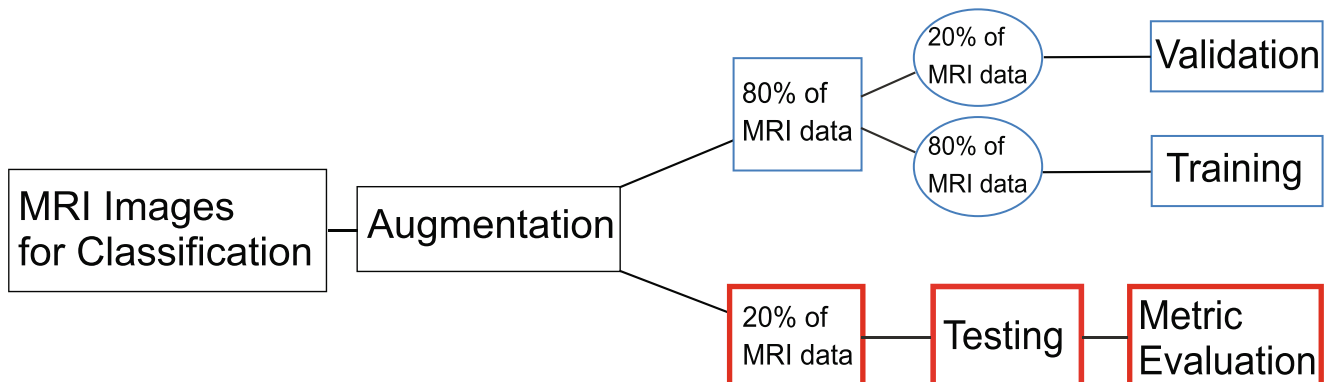 MRI Images
for Classification
Augmentation
80% of
MRI data
20% of
MRI data
Validation
80% of
MRI data
Training
20% of
MRI data
Testing
Metric
Evaluation